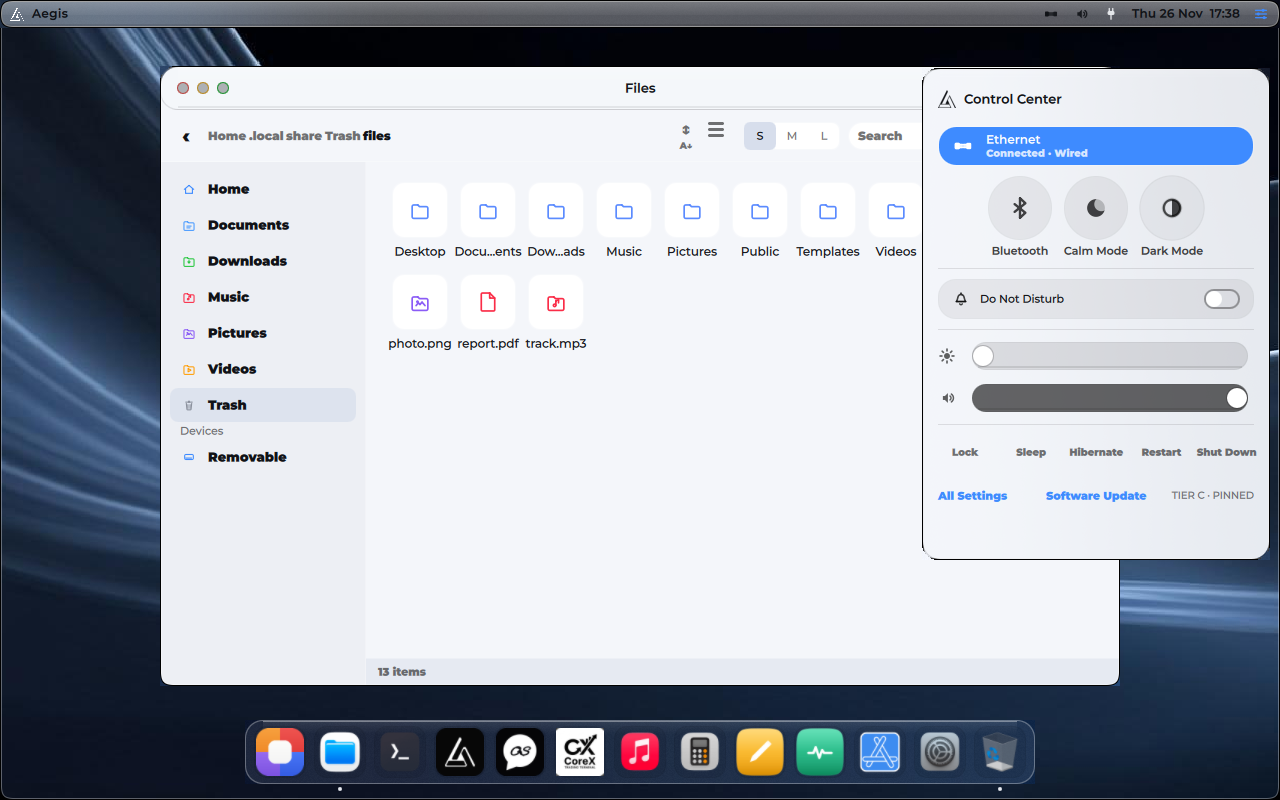 Aegis
Thu 26 Nov 17:38
Files
Home .local share Trash files
A+
S M L
Search
Home
Documents
Downloads
Music
Pictures
Videos
Trash
Devices
Removable
Desktop Docu...ents Dow...ads Music Pictures Public Templates Videos
photo.png report.pdf track.mp3
13 items
Control Center
Ethernet
Connected · Wired
Bluetooth Calm Mode Dark Mode
Do Not Disturb
Lock Sleep Hibernate Restart Shut Down
All Settings Software Update TIER C · PINNED
as
CX
CoreX